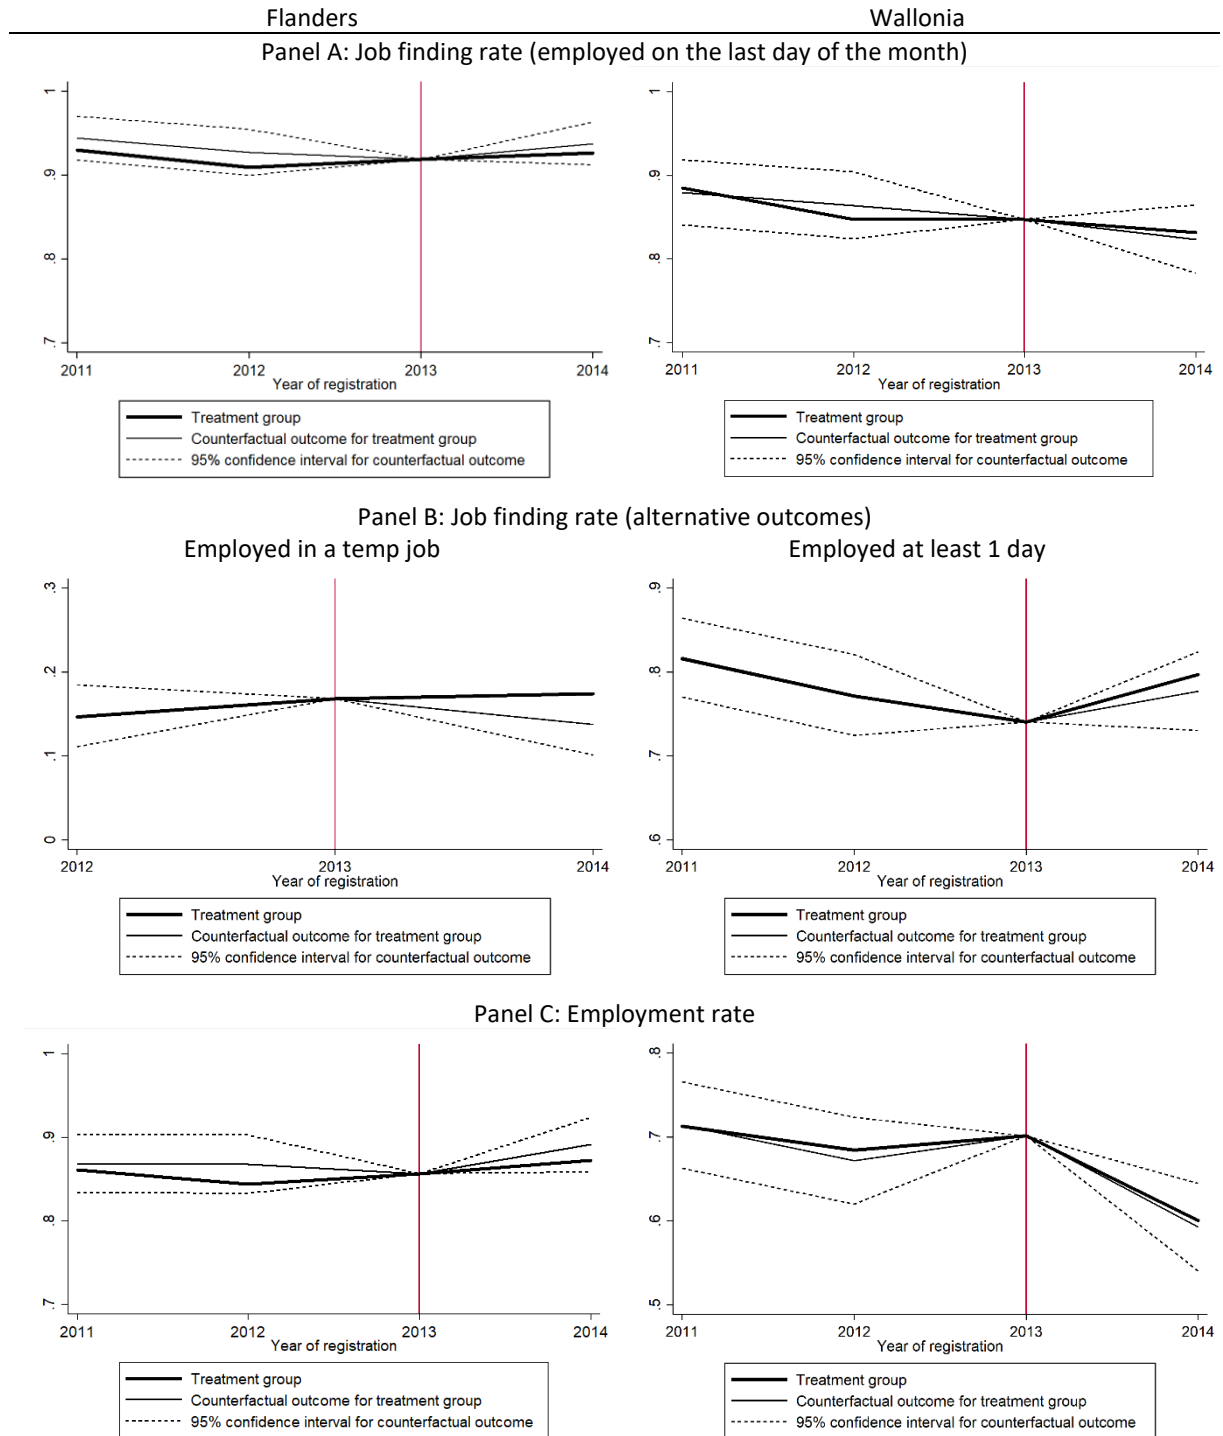 Flanders Wallonia
Panel A: Job finding rate (employed on the last day of the month)
1
.9
.8
.7
2011 2012 2013 2014
Year of registration
Treatment group
Counterfactual outcome for treatment group
95% confidence interval for counterfactual outcome
1
.9
.8
.7
2011 2012 2013 2014
Year of registration
Treatment group
Counterfactual outcome for treatment group
95% confidence interval for counterfactual outcome
Panel B: Job finding rate (alternative outcomes)
Employed in a temp job Employed at least 1 day
.3
.2
.1
0
2012 2013 2014
Year of registration
Treatment group
Counterfactual outcome for treatment group
95% confidence interval for counterfactual outcome
.9
.8
.7
.6
2011 2012 2013 2014
Year of registration
Treatment group
Counterfactual outcome for treatment group
95% confidence interval for counterfactual outcome
Panel C: Employment rate
1
.9
.8
.7
2011 2012 2013 2014
Year of registration
Treatment group
Counterfactual outcome for treatment group
95% confidence interval for counterfactual outcome
.8
.7
.6
.5
2011 2012 2013 2014
Year of registration
Treatment group
Counterfactual outcome for treatment group
95% confidence interval for counterfactual outcome